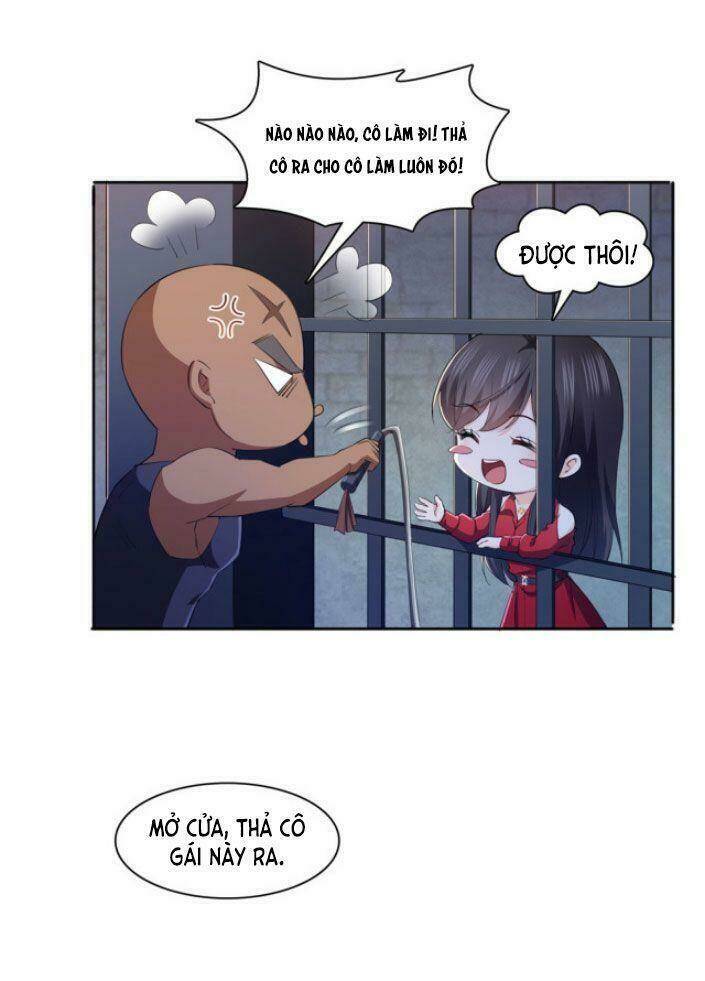 NÀO NÀO NÀO, CÔ LÀM ĐI! THẢ
CÔ RA CHO CÔ LÀM LUÔN ĐÓ!
ĐƯỢC THÔI!
MỞ CỬA, THẢ CÔ
GÁI NÀY RA.